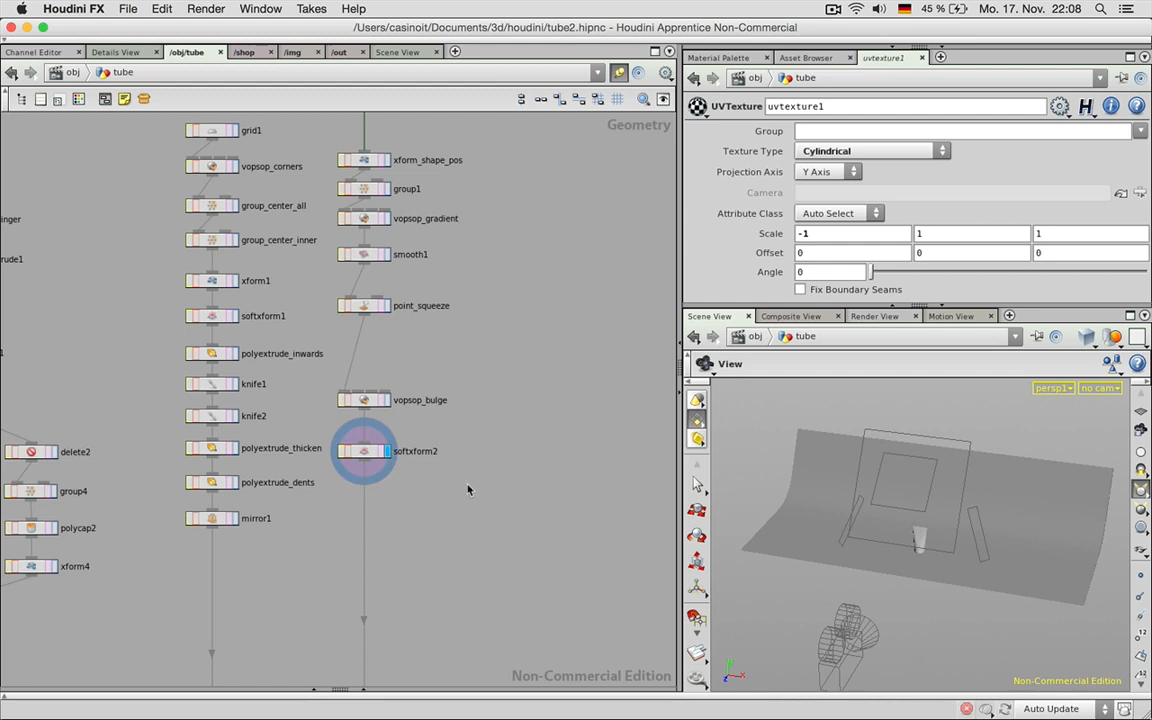 Houdini FX File Edit Render Window Takes Help 45 % Mo. 17. Nov. 22:08
/Users/casinoit/Documents/3d/houdini/tube2.hipnc - Houdini Apprentice Non-Commercial
Channel Editor Details View /obj/tube /shop /img /out Scene View
obj tube
Geometry
grid1
vopsop_corners
group_center_all
group_center_inner
xform1
softxform1
polyextrude_inwards
knife1
knife2
polyextrude_thicken
polyextrude_dents
mirror1
inger
rude1
1
delete2
group4
polycap2
xform4
xform_shape_pos
group1
vopsop_gradient
smooth1
point_squeeze
vopsop_bulge
softxform2
Non-Commercial Edition
Material Palette Asset Browser uvtexture1
obj tube
UVTexture uvtexture1
Group
Texture Type Cylindrical
Projection Axis Y Axis
Camera
Attribute Class Auto Select
Scale -1 1 1
Offset 0 0 0
Angle 0
Fix Boundary Seams
Scene View Composite View Render View Motion View
obj tube
View
persp1 no cam
12
12
Non-Commercial Edition
Auto Update